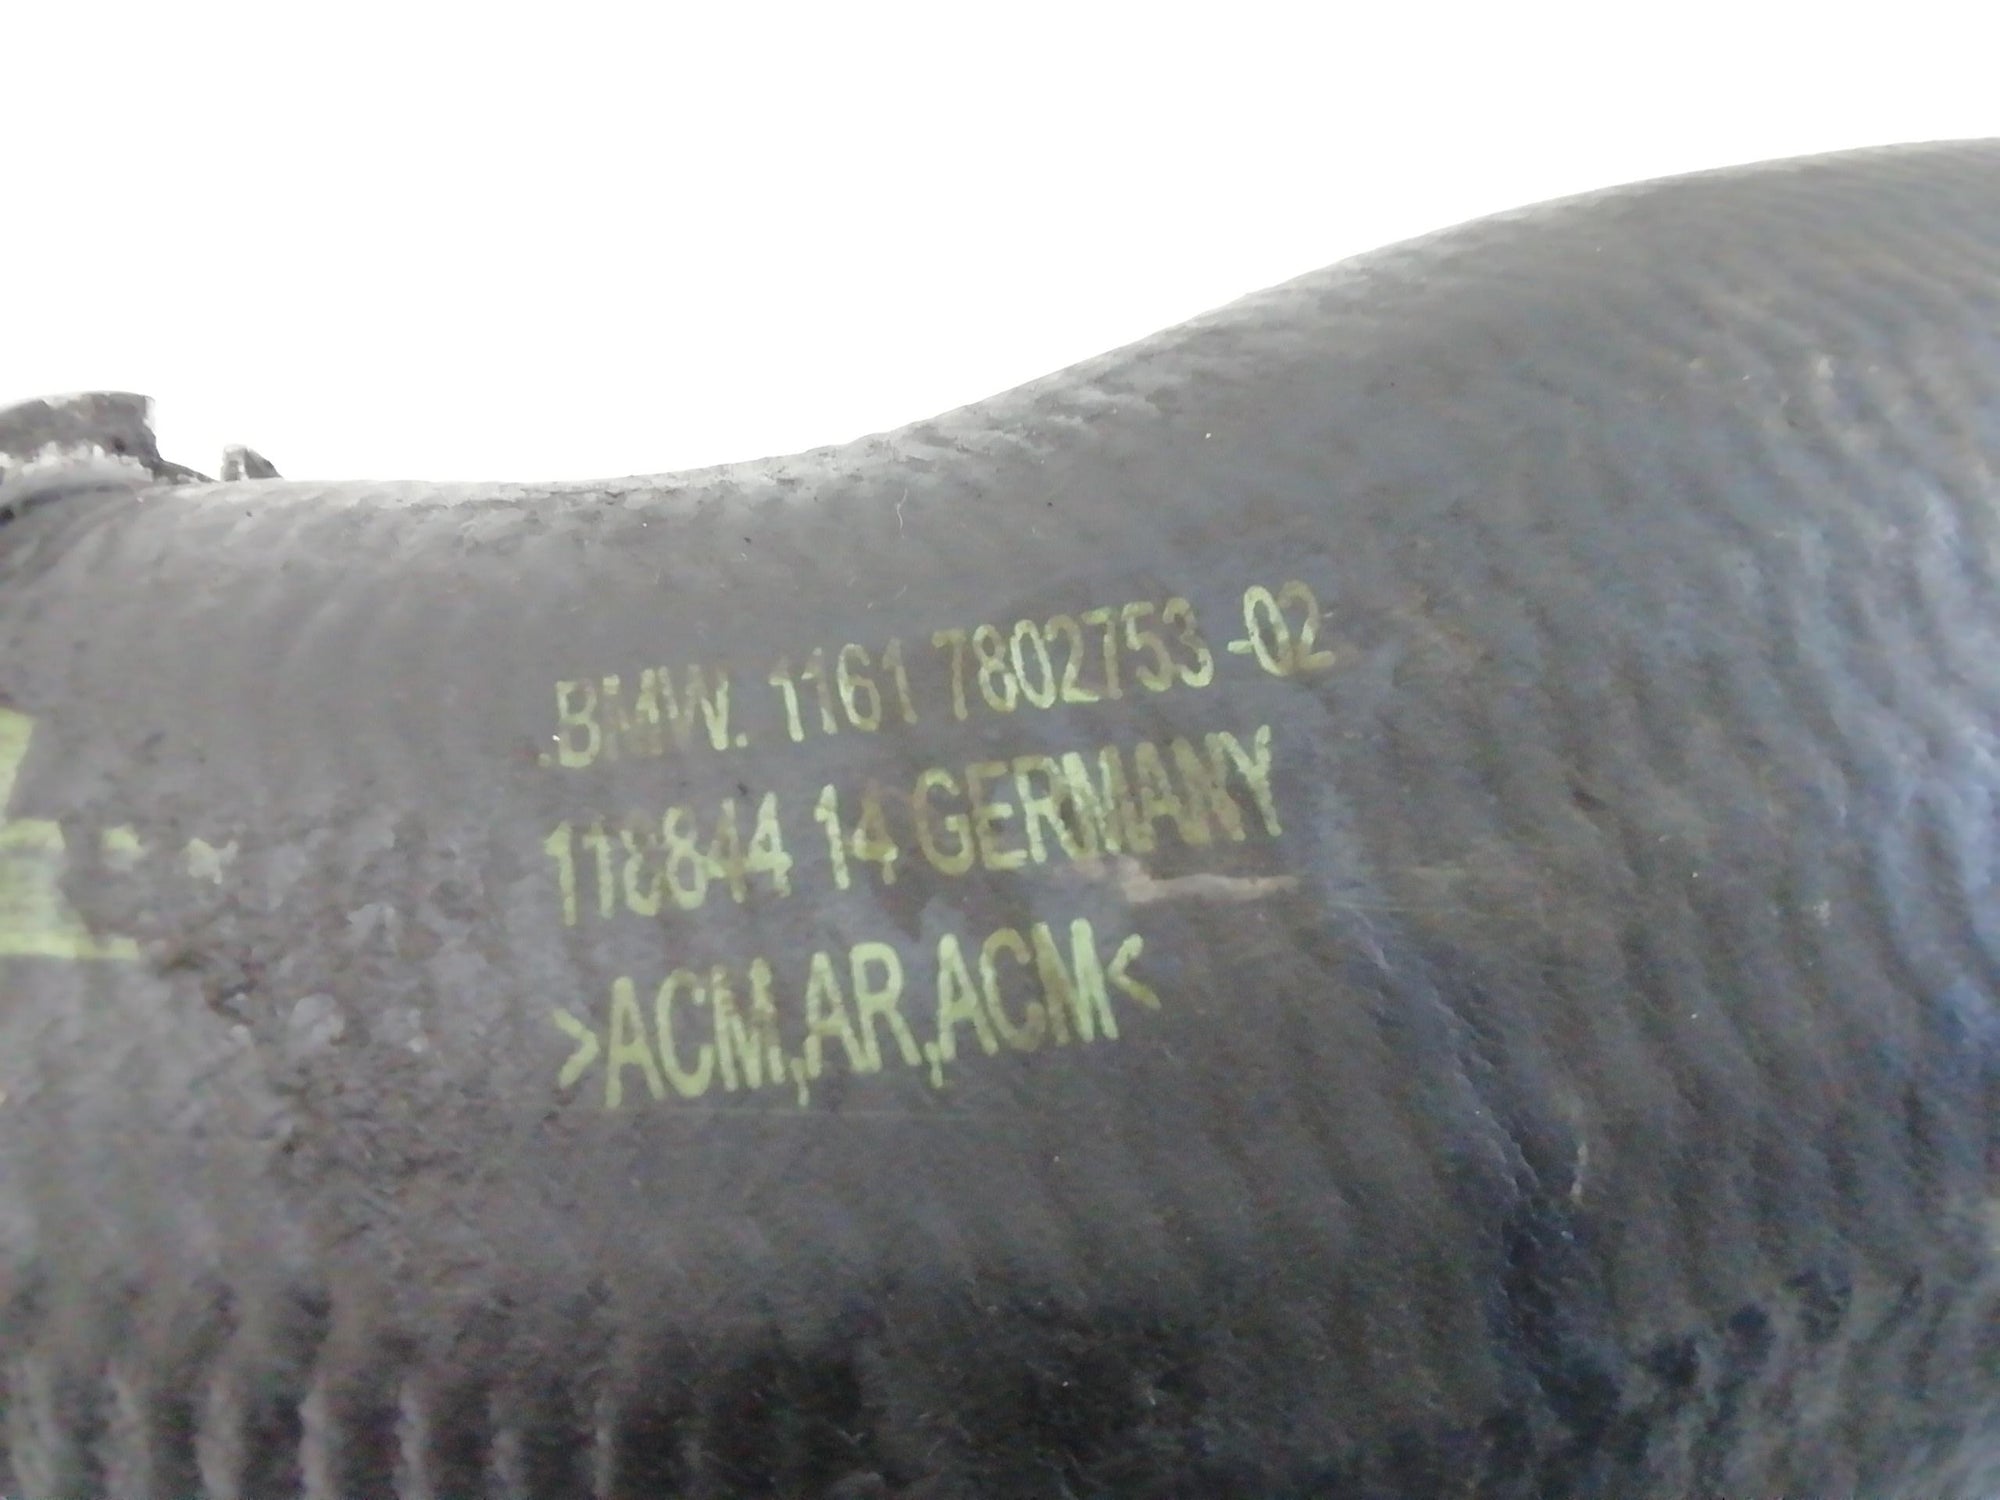 .BMW. 1161 7802753 -02
118844 14 GERMANY
>ACM,AR,ACM<